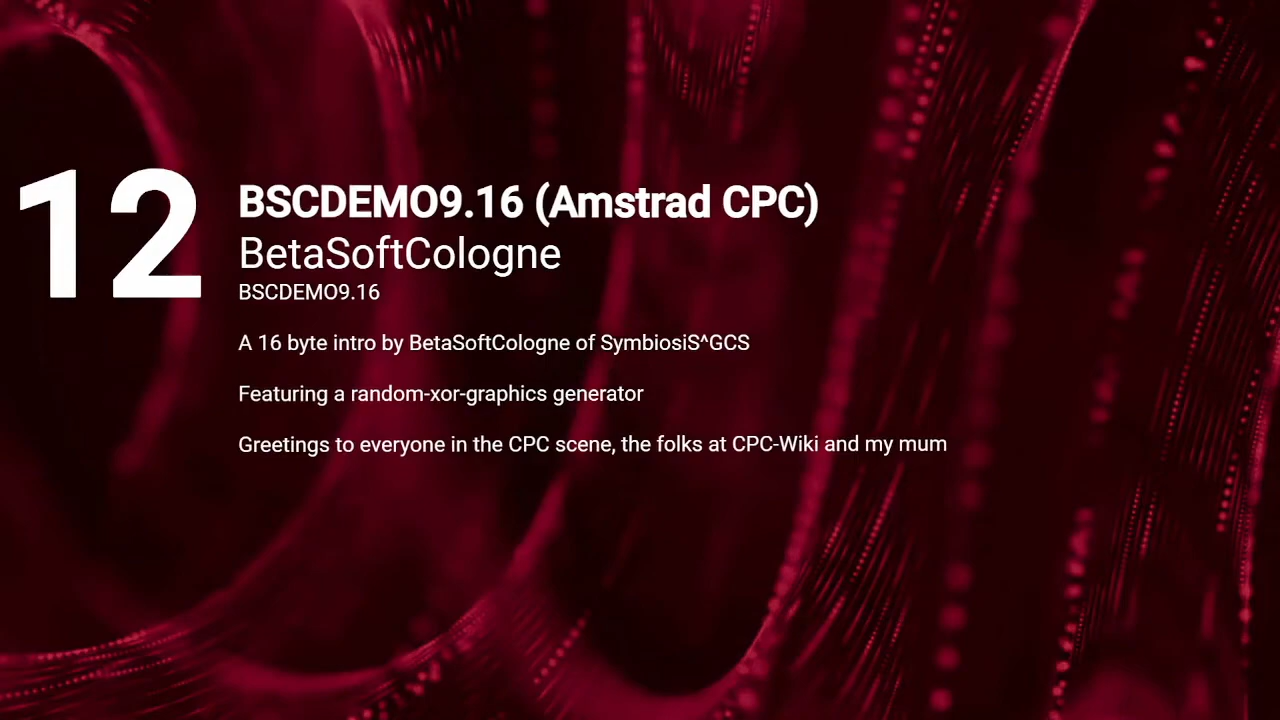 12
BSCDEMO9.16 (Amstrad CPC)
BetaSoftCologne
BSCDEMO9.16
A 16 byte intro by BetaSoftCologne of SymbiosiS^GCS
Featuring a random-xor-graphics generator
Greetings to everyone in the CPC scene, the folks at CPC-Wiki and my mum